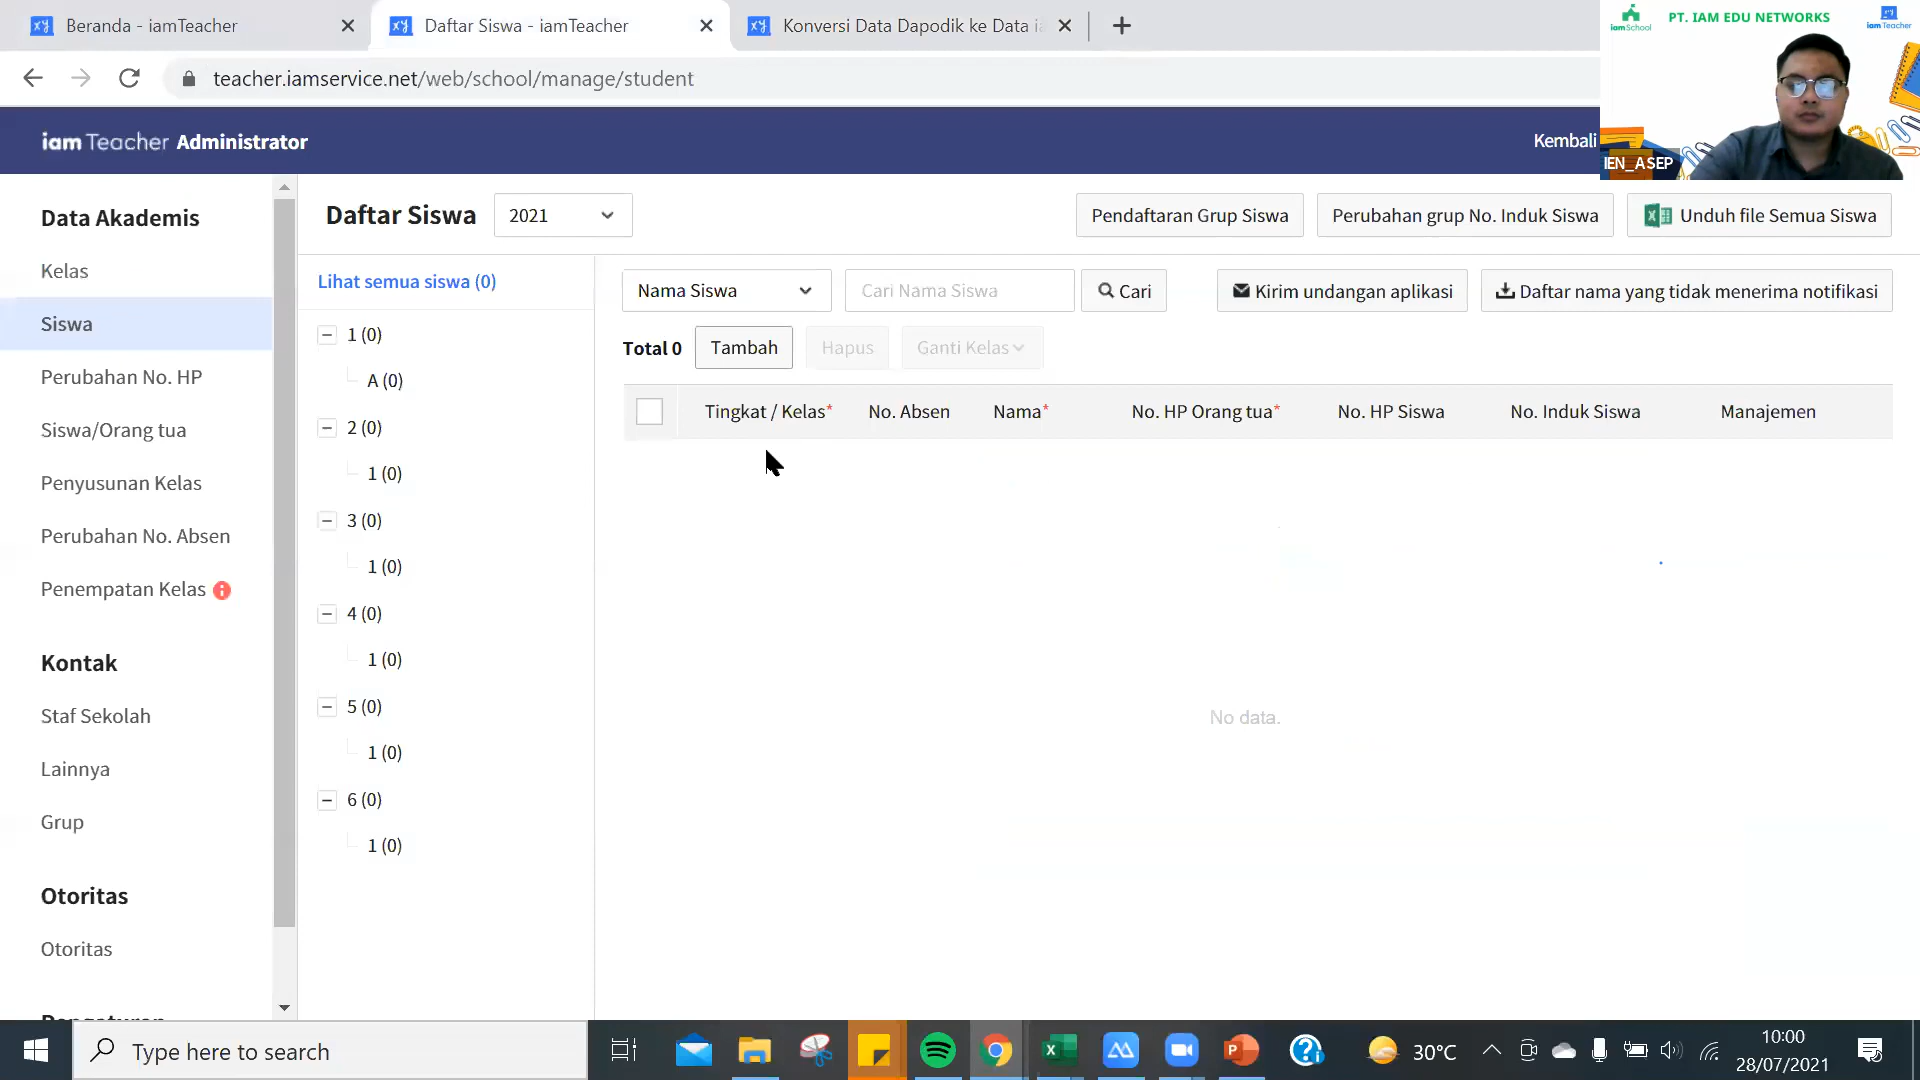 Beranda - iamTeacher
Daftar Siswa - iamTeacher
Konversi Data Dapodik ke Data ia
teacher.iamservice.net/web/school/manage/student
iam Teacher Administrator
Kembali
iamSchool
PT. IAM EDU NETWORKS
iamTeacher
IEN_ASEP
Data Akademis
Kelas
Siswa
Perubahan No. HP
Siswa/Orang tua
Penyusunan Kelas
Perubahan No. Absen
Penempatan Kelas
Kontak
Staf Sekolah
Lainnya
Grup
Otoritas
Otoritas
Pengaturan
Daftar Siswa
2021
Pendaftaran Grup Siswa
Perubahan grup No. Induk Siswa
Unduh file Semua Siswa
Lihat semua siswa (0)
1 (0)
A (0)
2 (0)
1 (0)
3 (0)
1 (0)
4 (0)
1 (0)
5 (0)
1 (0)
6 (0)
1 (0)
Nama Siswa
Cari Nama Siswa
Cari
Kirim undangan aplikasi
Daftar nama yang tidak menerima notifikasi
Total 0
Tambah
Hapus
Ganti Kelas
Tingkat / Kelas*
No. Absen
Nama*
No. HP Orang tua*
No. HP Siswa
No. Induk Siswa
Manajemen
No data.
Type here to search
30°C
10:00
28/07/2021